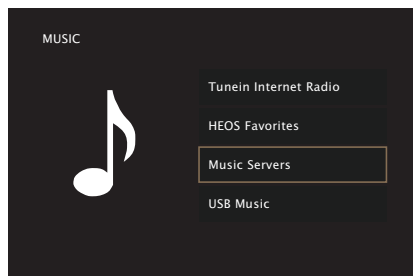 MUSIC
Tunein Internet Radio
HEOS Favorites
Music Servers
USB Music